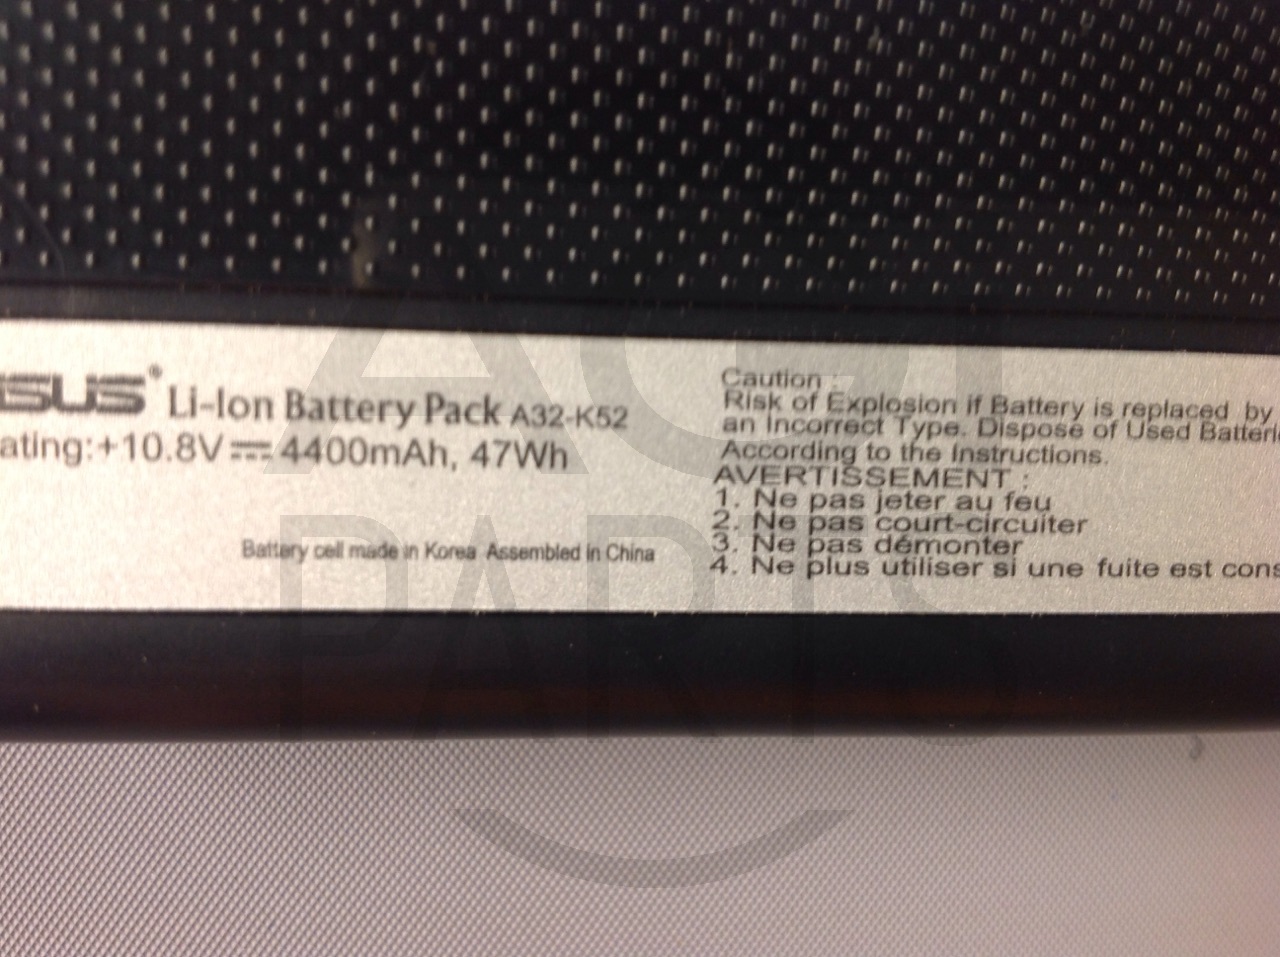 ASUS® Li-Ion Battery Pack A32-K52
ating:+10.8V⎓4400mAh, 47Wh
Battery cell made in Korea Assembled in China
Caution :
Risk of Explosion if Battery is replaced by
an Incorrect Type. Dispose of Used Batteri
According to the Instructions.
AVERTISSEMENT :
1. Ne pas jeter au feu
2. Ne pas court-circuiter
3. Ne pas démonter
4. Ne plus utiliser si une fuite est cons
AGI
PARTS